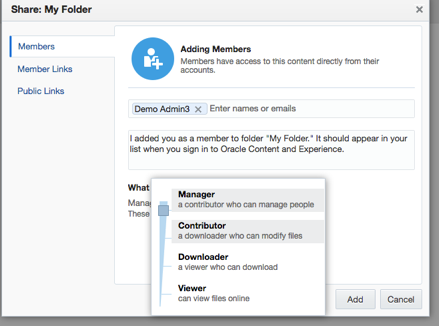 Share: My Folder
Members
Member Links
Public Links
Adding Members
Members have access to this content directly from their
accounts.
Demo Admin3
Enter names or emails
I added you as a member to folder "My Folder." It should appear in your
list when you sign in to Oracle Content and Experience.
What
Manag
These
Manager
a contributor who can manage people
Contributor
a downloader who can modify files
Downloader
a viewer who can download
Viewer
can view files online
Add
Cancel